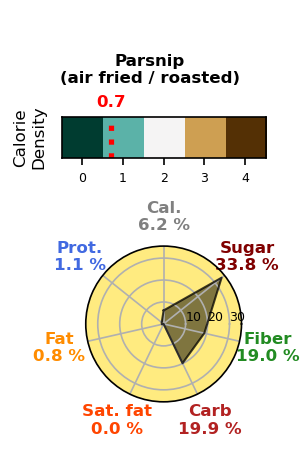 Parsnip
(air fried / roasted)
0.7
Calorie
Density
0 1 2 3 4
Cal.
6.2 %
Prot.
1.1 %
Sugar
33.8 %
10 20 30
Fat
0.8 %
Fiber
19.0 %
Sat. fat
0.0 %
Carb
19.9 %